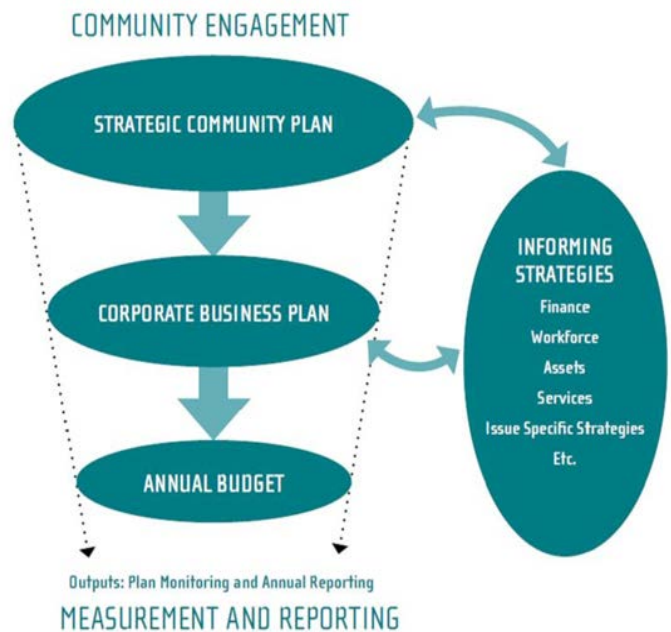 COMMUNITY ENGAGEMENT
STRATEGIC COMMUNITY PLAN
CORPORATE BUSINESS PLAN
ANNUAL BUDGET
INFORMING
STRATEGIES
Finance
Workforce
Assets
Services
Issue Specific Strategies
Etc.
Outputs: Plan Monitoring and Annual Reporting
MEASUREMENT AND REPORTING